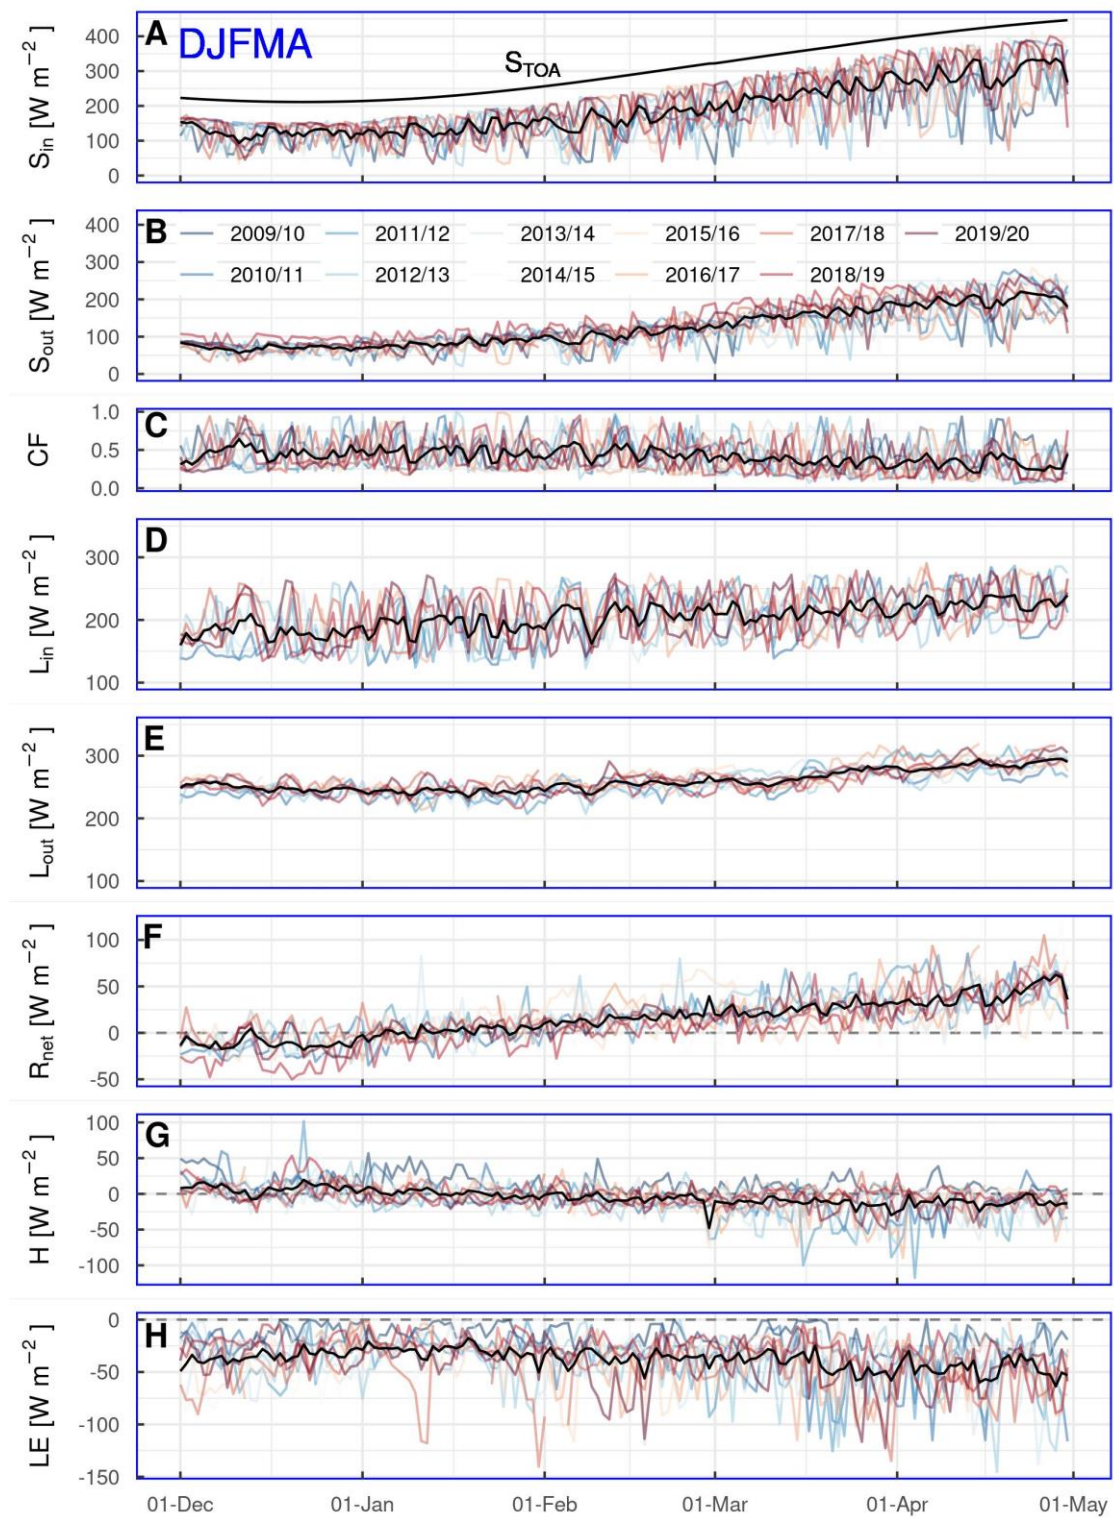 A DJFMA
S_TOA
S_in [W m^-2 ]
400
300
200
100
0
B
2009/10 2011/12 2013/14 2015/16 2017/18 2019/20
2010/11 2012/13 2014/15 2016/17 2018/19
S_out [W m^-2 ]
400
300
200
100
0
C
CF
1.0
0.5
0.0
D
L_in [W m^-2 ]
300
200
100
E
L_out [W m^-2 ]
300
200
100
F
R_net [W m^-2 ]
100
50
0
-50
G
H [W m^-2 ]
100
50
0
-50
-100
H
LE [W m^-2 ]
0
-50
-100
-150
01-Dec 01-Jan 01-Feb 01-Mar 01-Apr 01-May